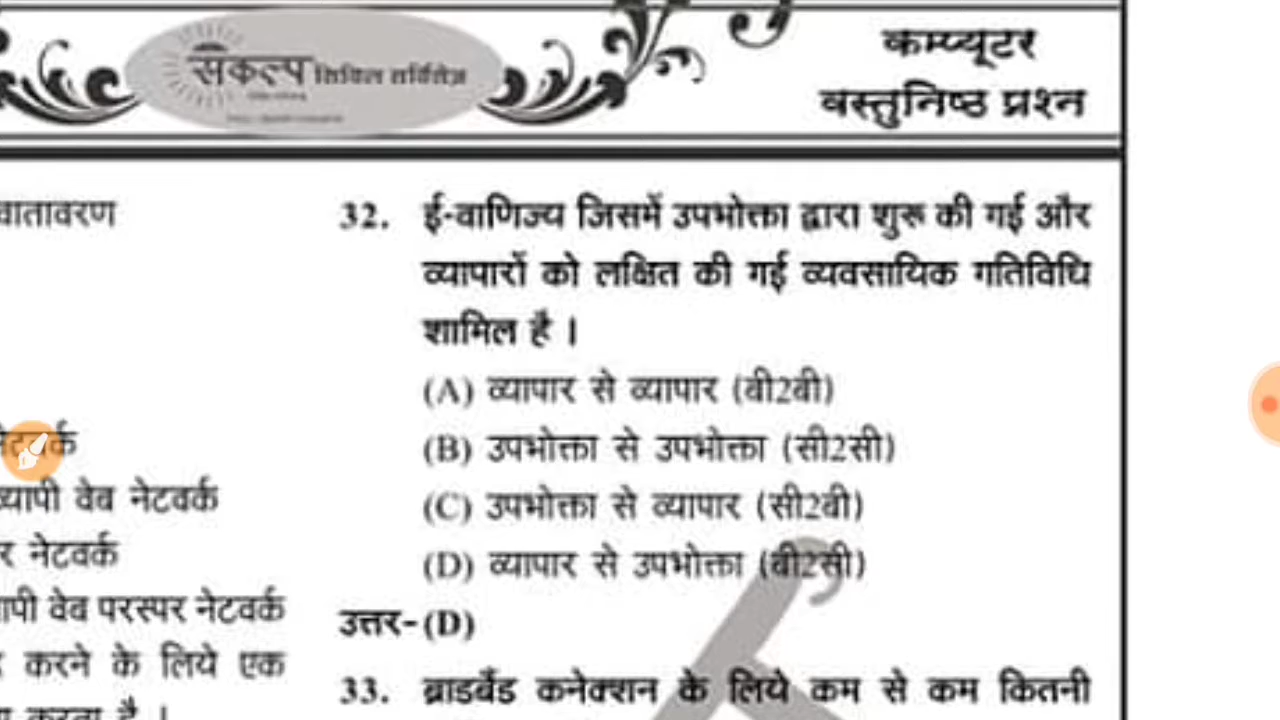 संकल्प सिविल सर्विसेज
कम्प्यूटर
वस्तुनिष्ठ प्रश्न
वातावरण
नेटवर्क
व्यापी वेब नेटवर्क
र नेटवर्क
ापी वेब परस्पर नेटवर्क
करने के लिये एक
करता है ।
32. ई-वाणिज्य जिसमें उपभोक्ता द्वारा शुरू की गई और
व्यापारों को लक्षित की गई व्यवसायिक गतिविधि
शामिल है ।
(A) व्यापार से व्यापार (बी2बी)
(B) उपभोक्ता से उपभोक्ता (सी2सी)
(C) उपभोक्ता से व्यापार (सी2बी)
(D) व्यापार से उपभोक्ता (बी2सी)
उत्तर-(D)
33. ब्राडबैंड कनेक्शन के लिये कम से कम कितनी